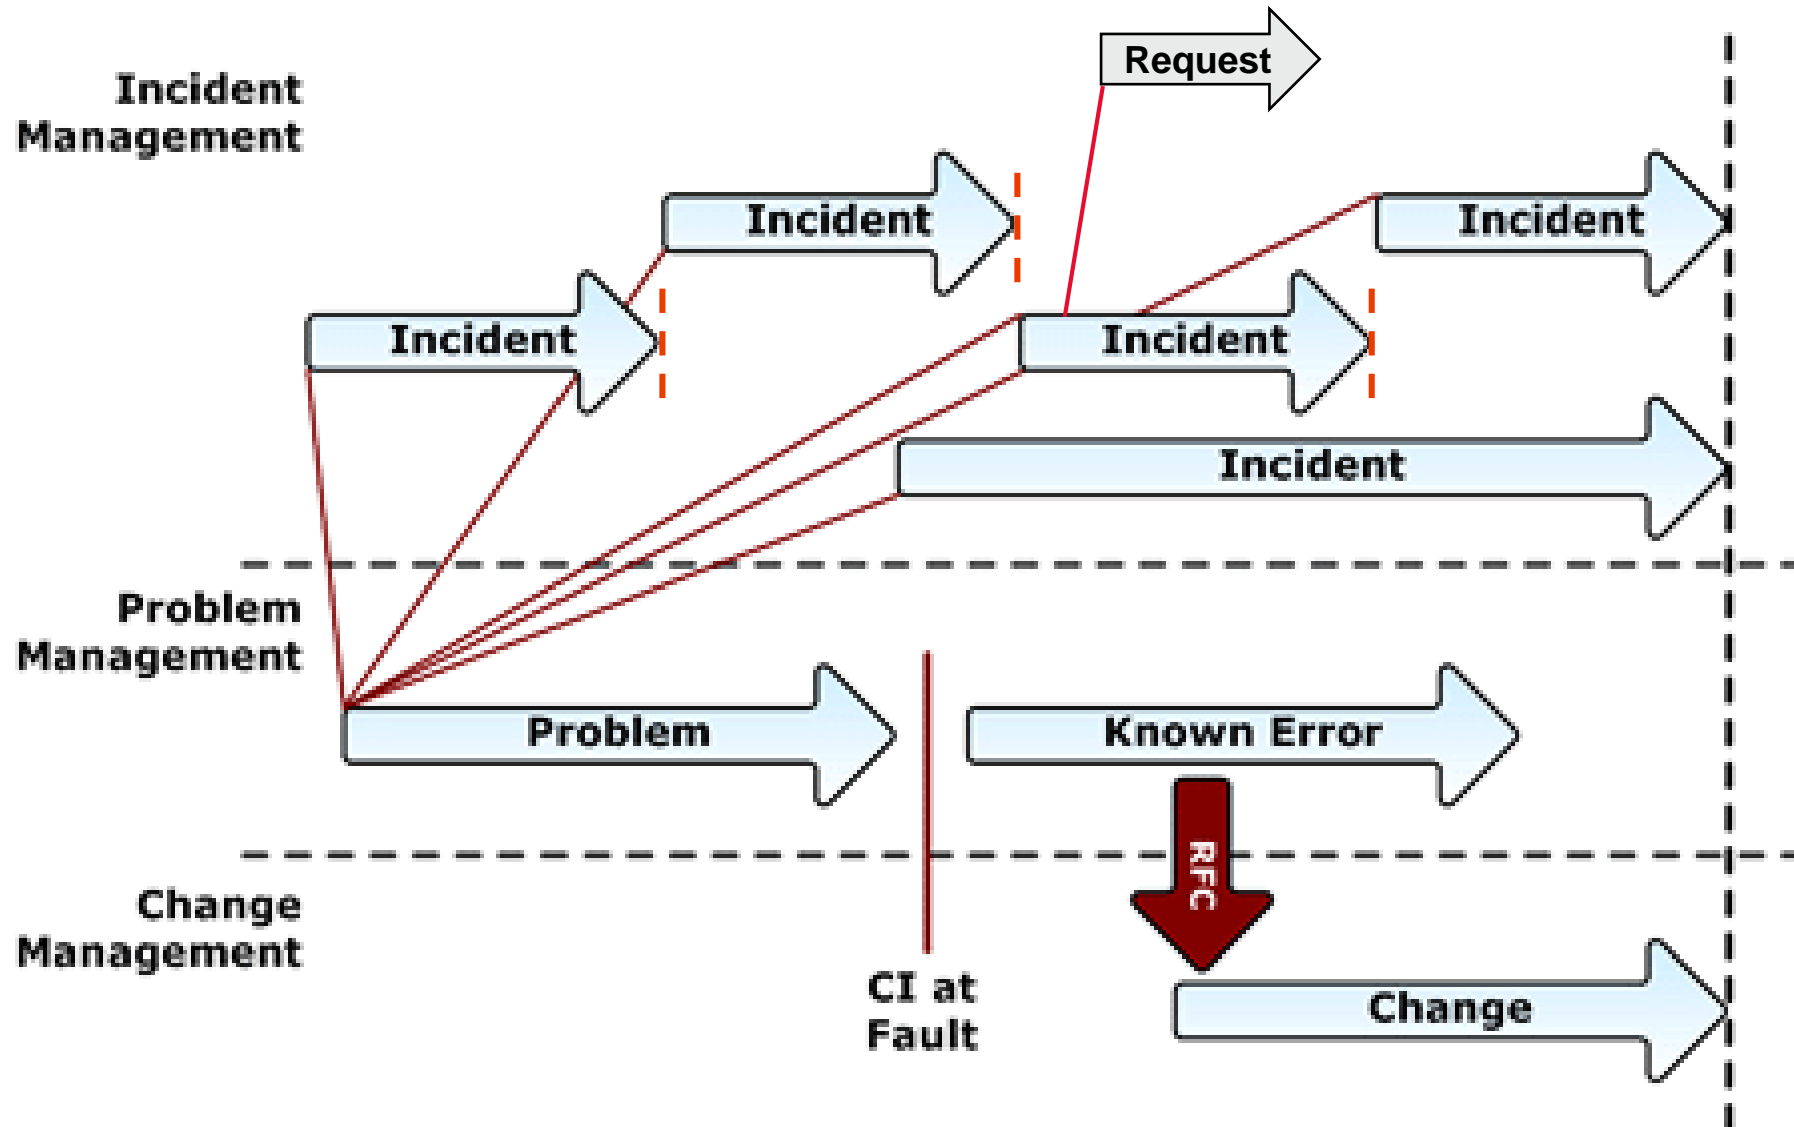 Request
Incident
Management
Incident
Incident
Incident
Incident
Incident
Problem
Management
Problem
Known Error
RFC
Change
Management
CI at
Fault
Change